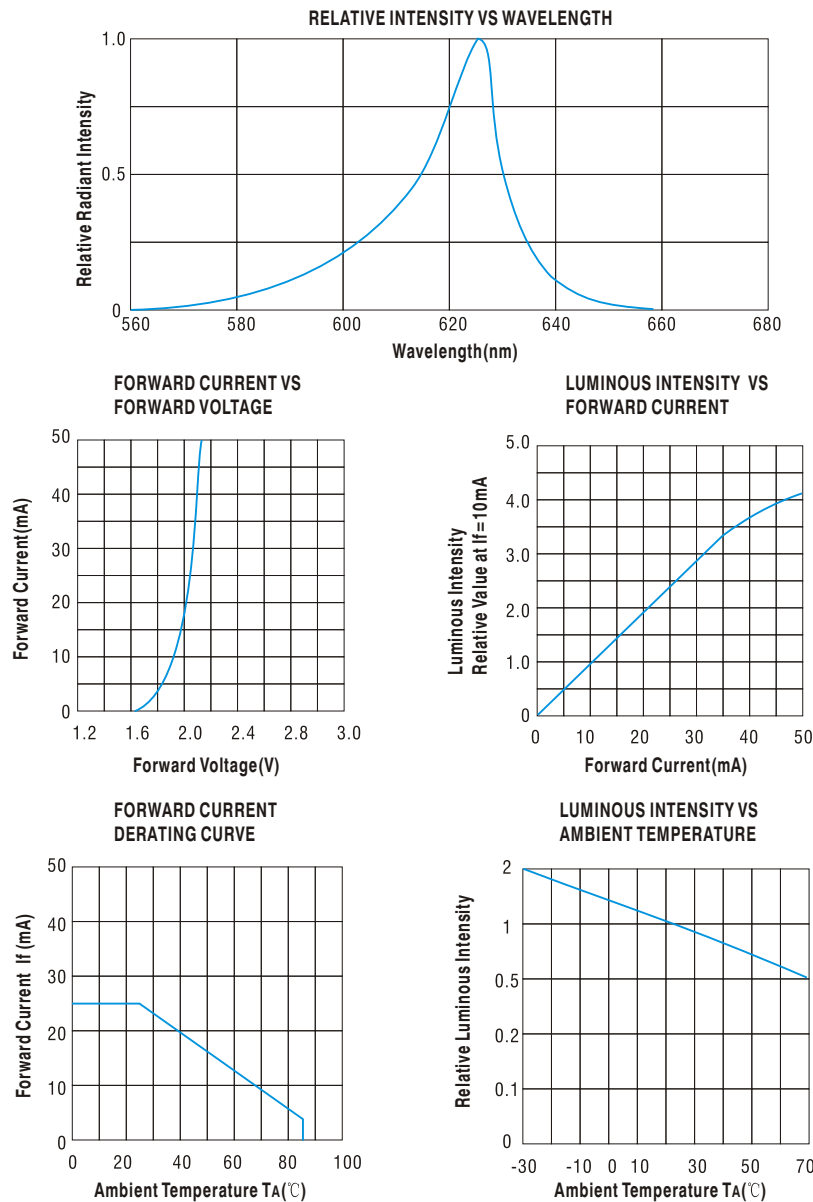 RELATIVE INTENSITY VS WAVELENGTH
Relative Radiant Intensity
1.0
0.5
0
560 580 600 620 640 660 680
Wavelength(nm)
FORWARD CURRENT VS
FORWARD VOLTAGE
Forward Current(mA)
50
40
30
20
10
0
1.2 1.6 2.0 2.4 2.8 3.0
Forward Voltage(V)
LUMINOUS INTENSITY VS
FORWARD CURRENT
Luminous Intensity
Relative Value at If=10mA
5.0
4.0
3.0
2.0
1.0
0
0 10 20 30 40 50
Forward Current(mA)
FORWARD CURRENT
DERATING CURVE
Forward Current If (mA)
50
40
30
20
10
0
0 20 40 60 80 100
Ambient Temperature TA(℃)
LUMINOUS INTENSITY VS
AMBIENT TEMPERATURE
Relative Luminous Intensity
2
1
0.5
0.2
0.1
0
-30 -10 0 10 30 50 70
Ambient Temperature TA(℃)